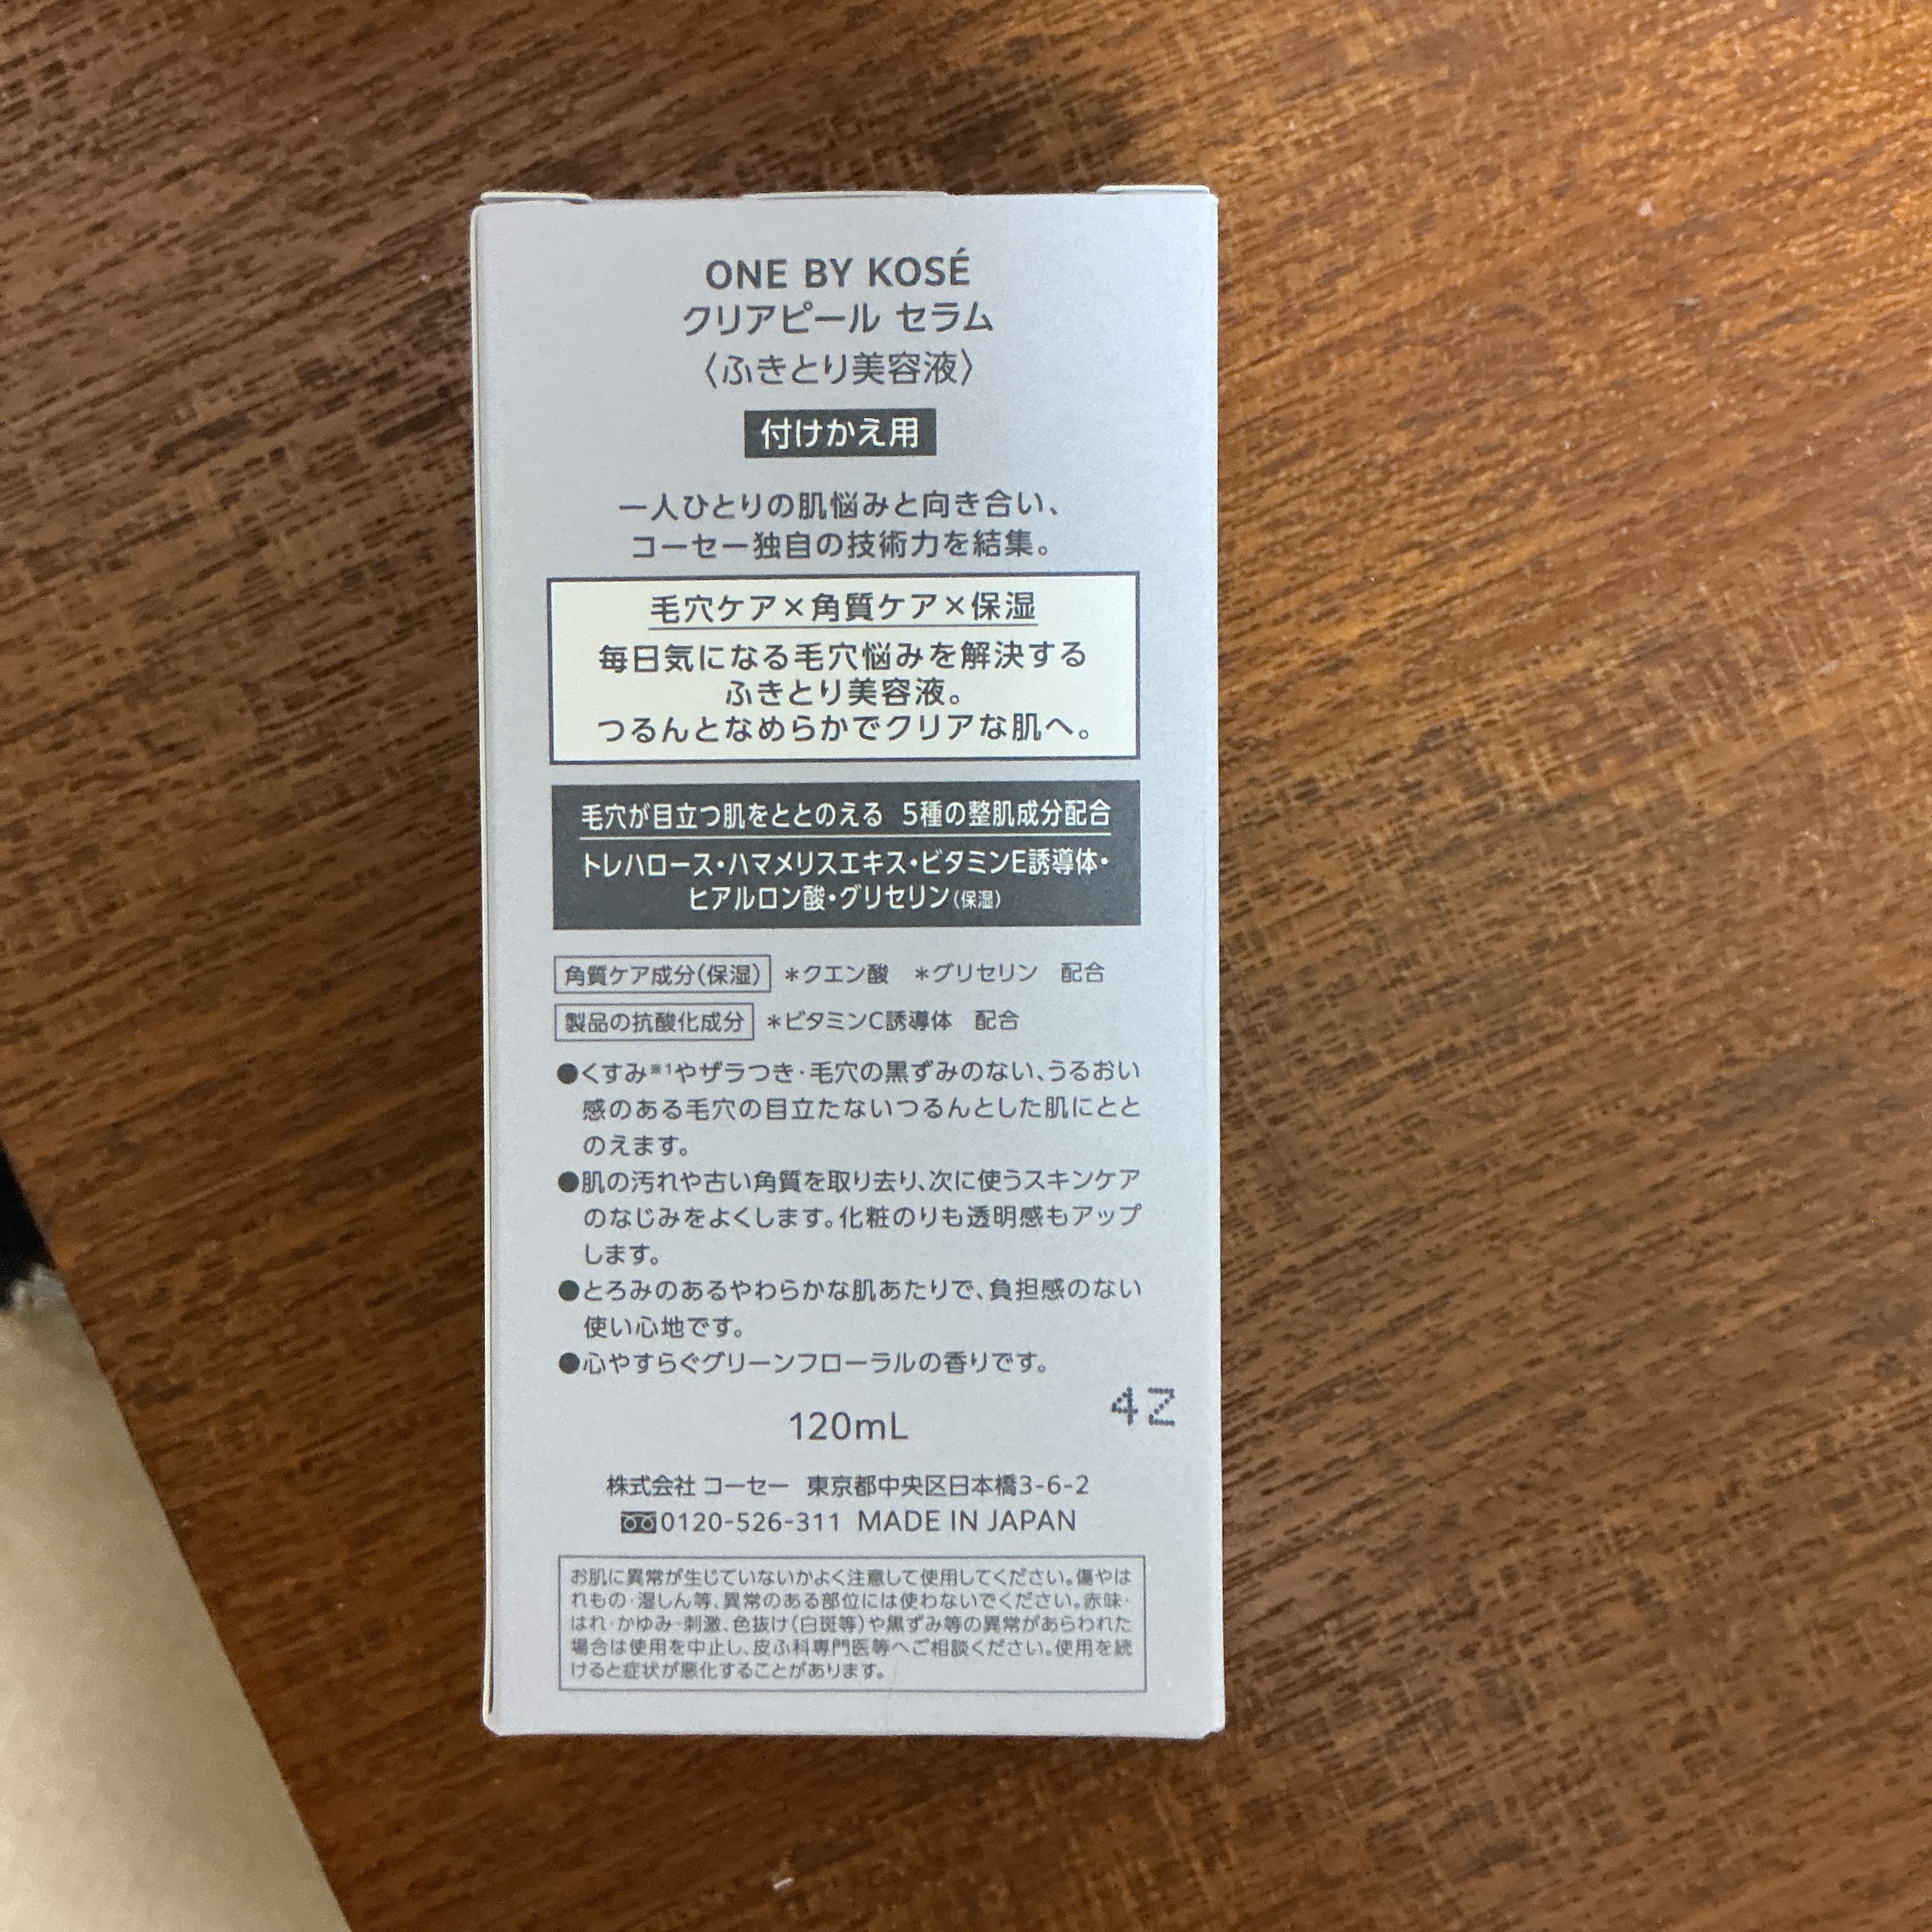 ONE BY KOSÉ
クリアピール セラム
〈ふきとり美容液〉
付けかえ用
一人ひとりの肌悩みと向き合い、
コーセー独自の技術力を結集。
毛穴ケア×角質ケア×保湿
毎日気になる毛穴悩みを解決する
ふきとり美容液。
つるんとなめらかでクリアな肌へ。
毛穴が目立つ肌をととのえる 5種の整肌成分配合
トレハロース・ハマメリスエキス・ビタミンE誘導体・
ヒアルロン酸・グリセリン(保湿)
角質ケア成分(保湿) *クエン酸 *グリセリン 配合
製品の抗酸化成分 *ビタミンC誘導体 配合
●くすみ※1やザラつき・毛穴の黒ずみのない、うるおい
感のある毛穴の目立たないつるんとした肌にとと
のえます。
●肌の汚れや古い角質を取り去り、次に使うスキンケア
のなじみをよくします。化粧のりも透明感もアップ
します。
●とろみのあるやわらかな肌あたりで、負担感のない
使い心地です。
●心やすらぐグリーンフローラルの香りです。
4Z
120mL
株式会社 コーセー 東京都中央区日本橋3-6-2
0120-526-311 MADE IN JAPAN
お肌に異常が生じていないかよく注意して使用してください。傷やは
れもの・湿しん等、異常のある部位には使わないでください。赤味・
はれ・かゆみ・刺激、色抜け(白斑等)や黒ずみ等の異常があらわれた
場合は使用を中止し、皮ふ科専門医等へご相談ください。使用を続
けると症状が悪化することがあります。